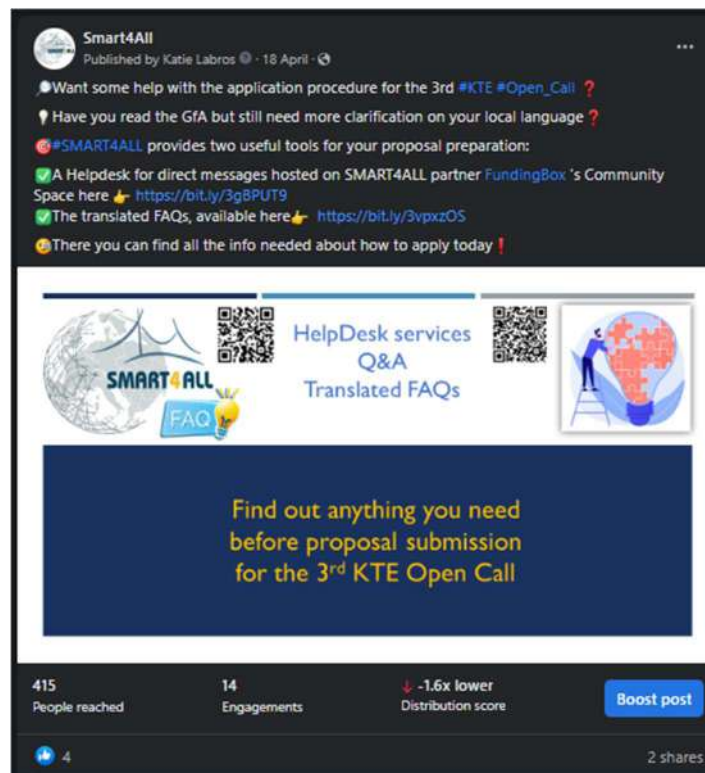 Smart4All
Published by Katie Labros · 18 April ·
🔎Want some help with the application procedure for the 3rd #KTE #Open_Call ❓
💡Have you read the GfA but still need more clarification on your local language❓
🎯#SMART4ALL provides two useful tools for your proposal preparation:
✅A Helpdesk for direct messages hosted on SMART4ALL partner FundingBox 's Community
Space here 👉 https://bit.ly/3gBPUT9
✅The translated FAQs, available here👉 https://bit.ly/3vpxzOS
🧐There you can find all the info needed about how to apply today❗
SMART4ALL
FAQ
HelpDesk services
Q&A
Translated FAQs
Find out anything you need
before proposal submission
for the 3rd KTE Open Call
415
People reached
14
Engagements
↓ -1.6x lower
Distribution score
Boost post
4
2 shares